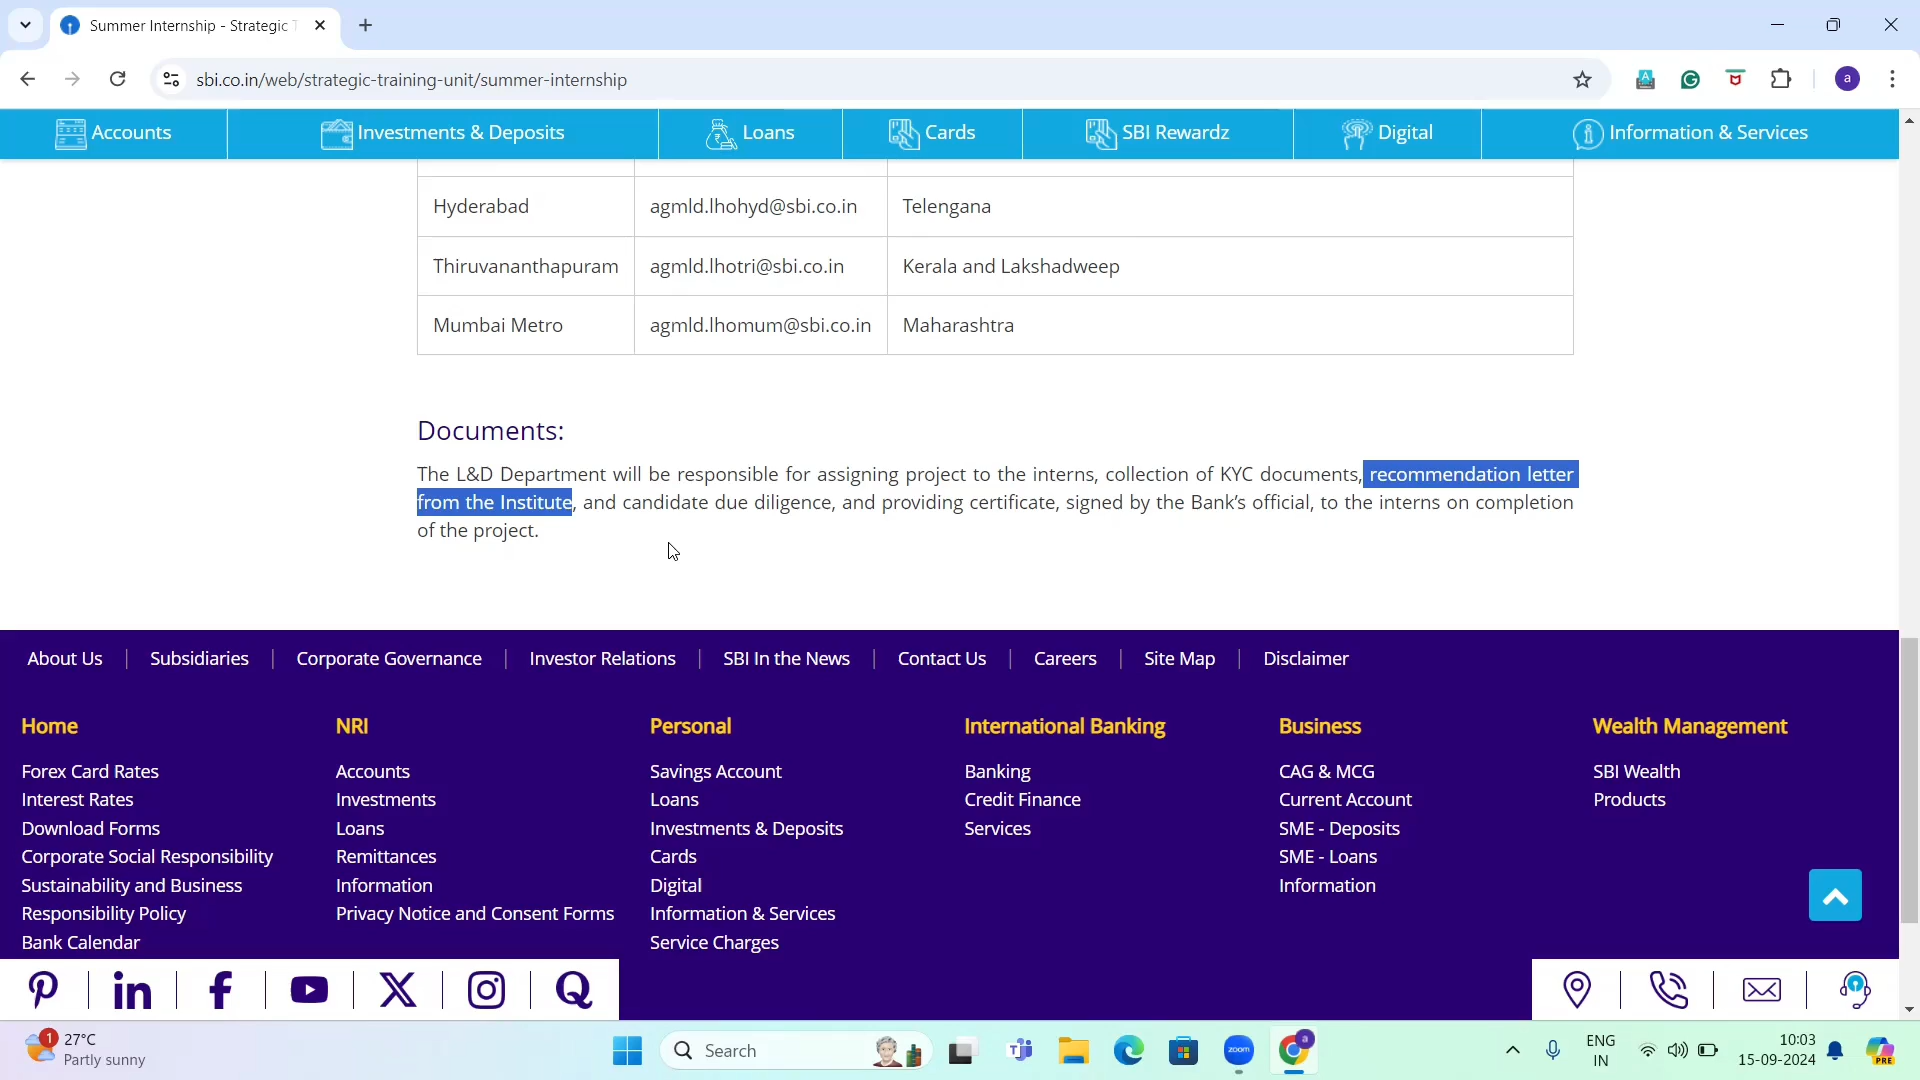 Summer Internship - Strategic T
sbi.co.in/web/strategic-training-unit/summer-internship
a
Accounts
Investments & Deposits
Loans
Cards
SBI Rewardz
Digital
Information & Services
Hyderabad agmld.lhohyd@sbi.co.in Telengana
Thiruvananthapuram agmld.lhotri@sbi.co.in Kerala and Lakshadweep
Mumbai Metro agmld.lhomum@sbi.co.in Maharashtra
Documents:
The L&D Department will be responsible for assigning project to the interns, collection of KYC documents, recommendation letter
from the Institute, and candidate due diligence, and providing certificate, signed by the Bank’s official, to the interns on completion
of the project.
About Us | Subsidiaries | Corporate Governance | Investor Relations | SBI In the News | Contact Us | Careers | Site Map | Disclaimer
Home
Forex Card Rates
Interest Rates
Download Forms
Corporate Social Responsibility
Sustainability and Business
Responsibility Policy
Bank Calendar
NRI
Accounts
Investments
Loans
Remittances
Information
Privacy Notice and Consent Forms
Personal
Savings Account
Loans
Investments & Deposits
Cards
Digital
Information & Services
Service Charges
International Banking
Banking
Credit Finance
Services
Business
CAG & MCG
Current Account
SME - Deposits
SME - Loans
Information
Wealth Management
SBI Wealth
Products
1
27°C
Partly sunny
Search
zoom
a
ENG
IN
10:03
15-09-2024
PRE